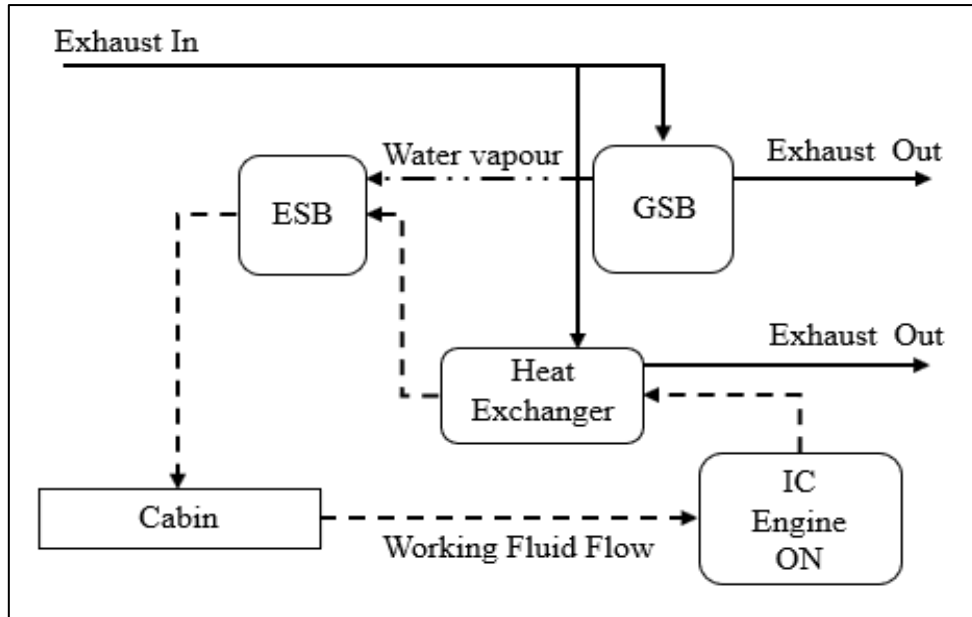 Exhaust In
Water vapour
Exhaust Out
ESB
GSB
Exhaust Out
Heat
Exchanger
IC
Engine
ON
Cabin
Working Fluid Flow